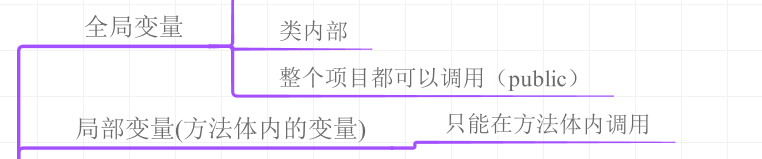 全局变量
类内部
整个项目都可以调用（public）
局部变量(方法体内的变量)
只能在方法体内调用